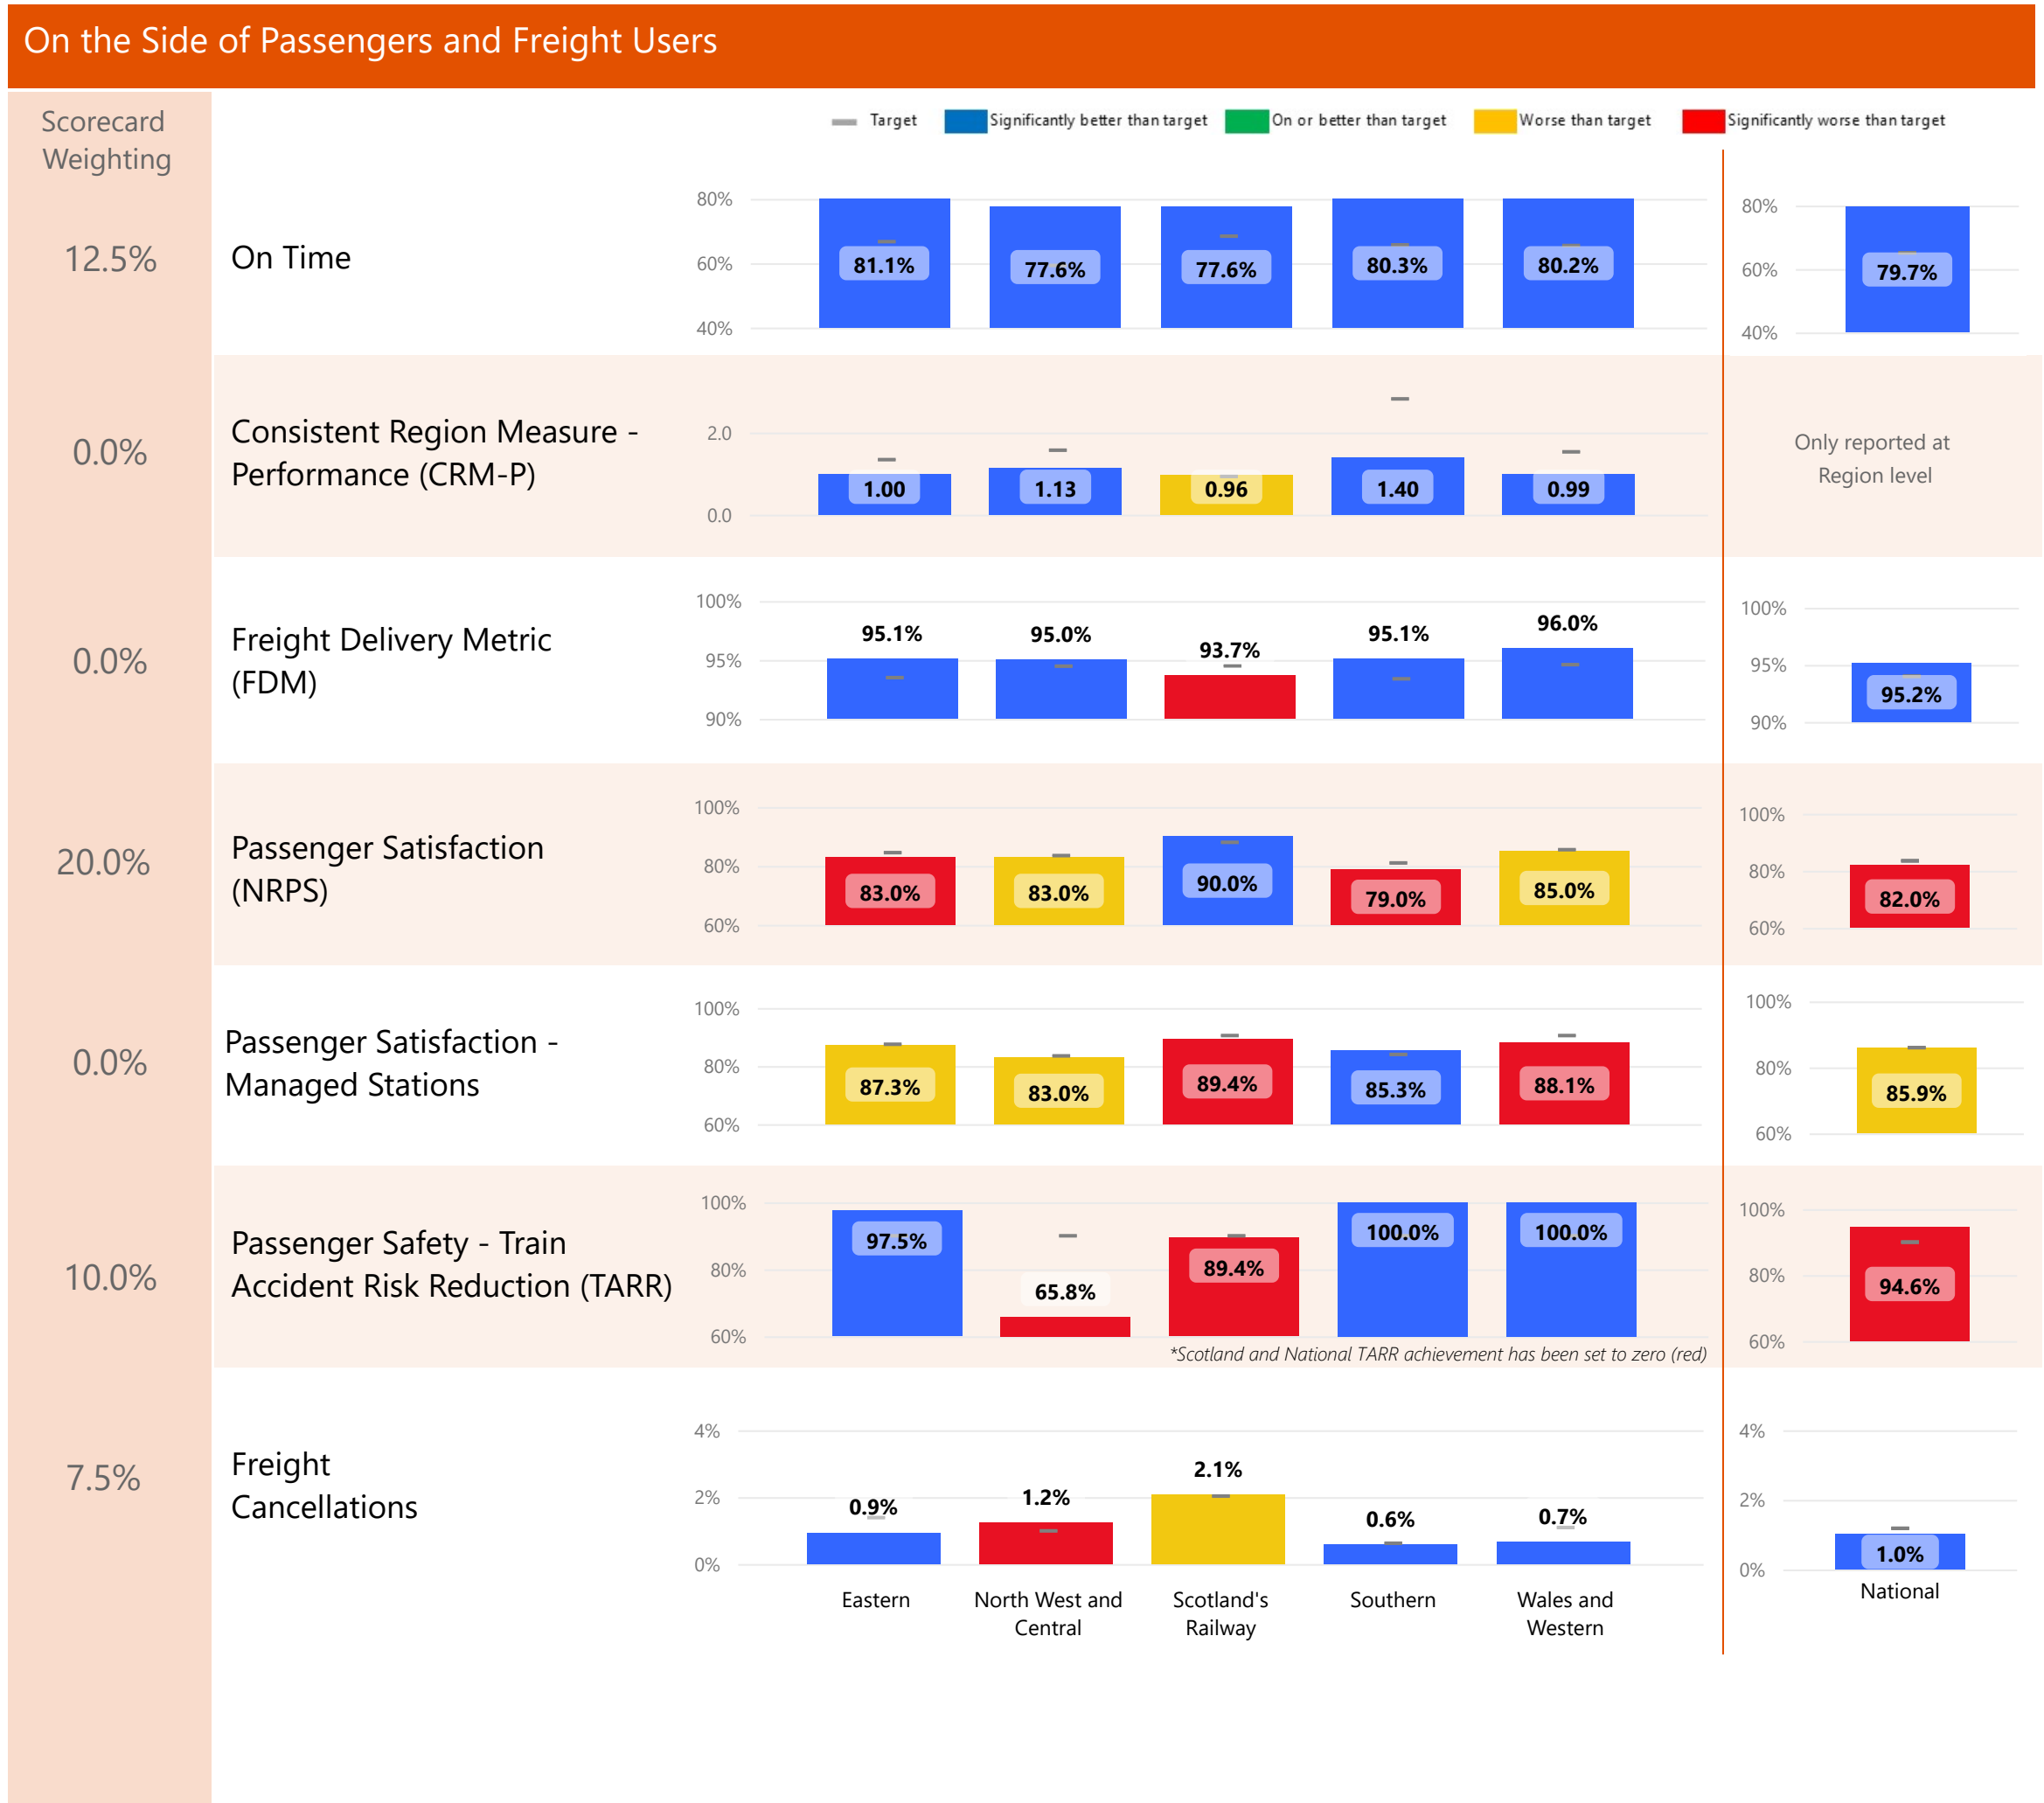 On the Side of Passengers and Freight Users
Scorecard
Weighting
Target
Significantly better than target
On or better than target
Worse than target
Significantly worse than target
12.5%
On Time
80%
60%
40%
81.1%
77.6%
77.6%
80.3%
80.2%
80%
60%
40%
79.7%
0.0%
Consistent Region Measure -
Performance (CRM-P)
2.0
0.0
1.00
1.13
0.96
1.40
0.99
Only reported at
Region level
0.0%
Freight Delivery Metric
(FDM)
100%
95%
90%
95.1%
95.0%
93.7%
95.1%
96.0%
100%
95%
90%
95.2%
20.0%
Passenger Satisfaction
(NRPS)
100%
80%
60%
83.0%
83.0%
90.0%
79.0%
85.0%
100%
80%
60%
82.0%
0.0%
Passenger Satisfaction -
Managed Stations
100%
80%
60%
87.3%
83.0%
89.4%
85.3%
88.1%
100%
80%
60%
85.9%
10.0%
Passenger Safety - Train
Accident Risk Reduction (TARR)
100%
80%
60%
97.5%
65.8%
89.4%
100.0%
100.0%
100%
80%
60%
94.6%
*Scotland and National TARR achievement has been set to zero (red)
7.5%
Freight
Cancellations
4%
2%
0%
0.9%
1.2%
2.1%
0.6%
0.7%
4%
2%
0%
1.0%
Eastern
North West and
Central
Scotland's
Railway
Southern
Wales and
Western
National